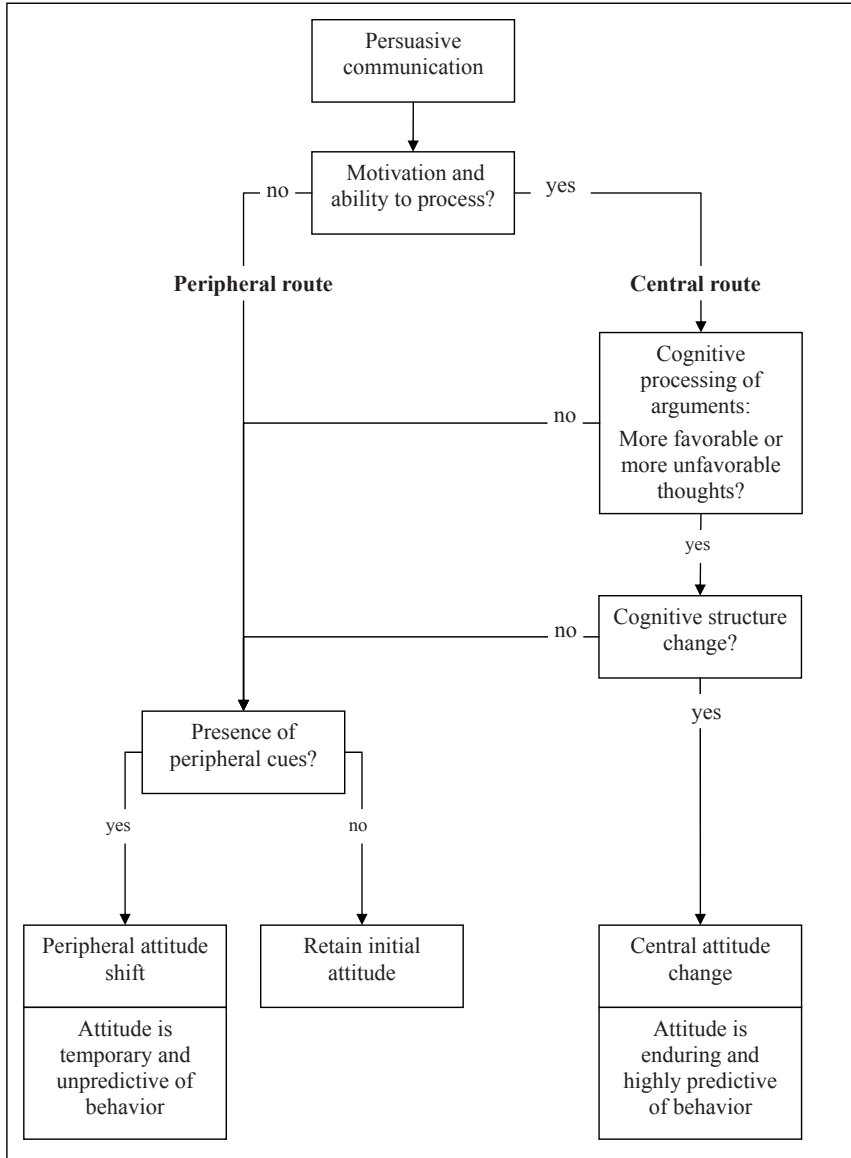 Persuasive
communication
Motivation and
ability to process?
no
yes
Peripheral route
Central route
Cognitive
processing of
arguments:
More favorable or
more unfavorable
thoughts?
no
yes
Cognitive structure
change?
no
yes
Presence of
peripheral cues?
yes
no
Peripheral attitude
shift
Attitude is
temporary and
unpredictive of
behavior
Retain initial
attitude
Central attitude
change
Attitude is
enduring and
highly predictive
of behavior